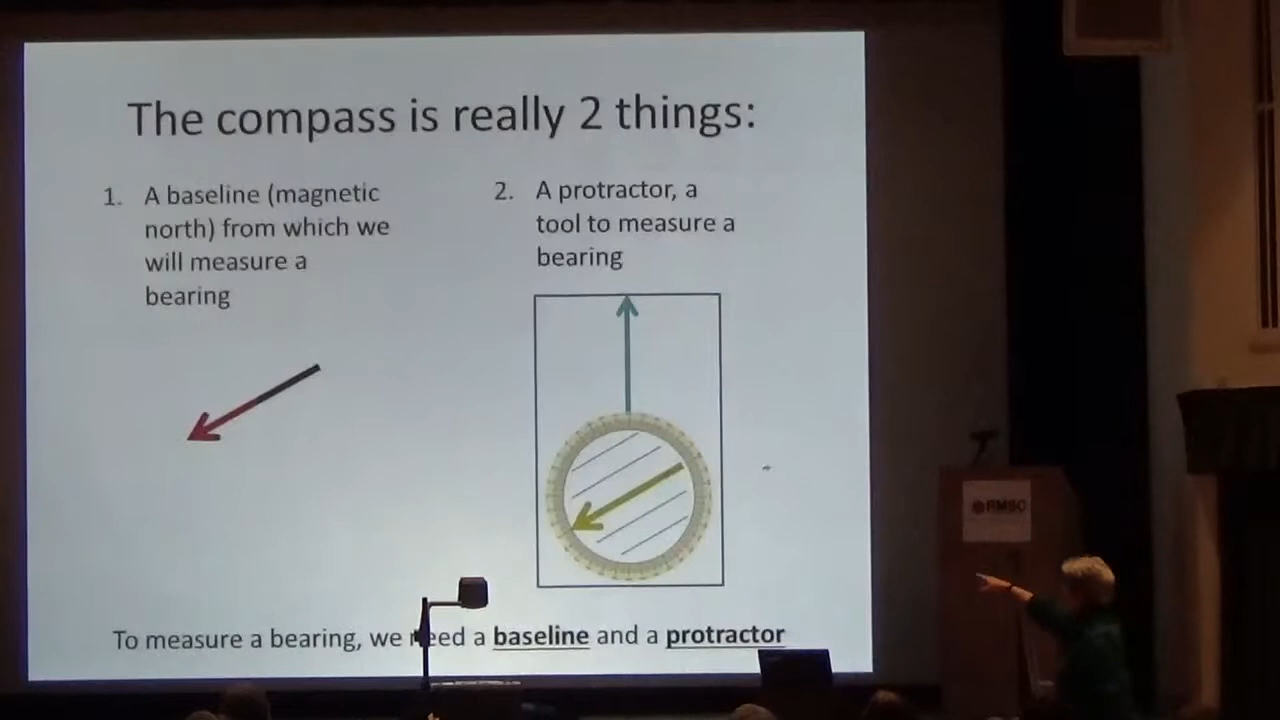 The compass is really 2 things:
1. A baseline (magnetic
north) from which we
will measure a
bearing
2. A protractor, a
tool to measure a
bearing
To measure a bearing, we need a baseline and a protractor
RMSC